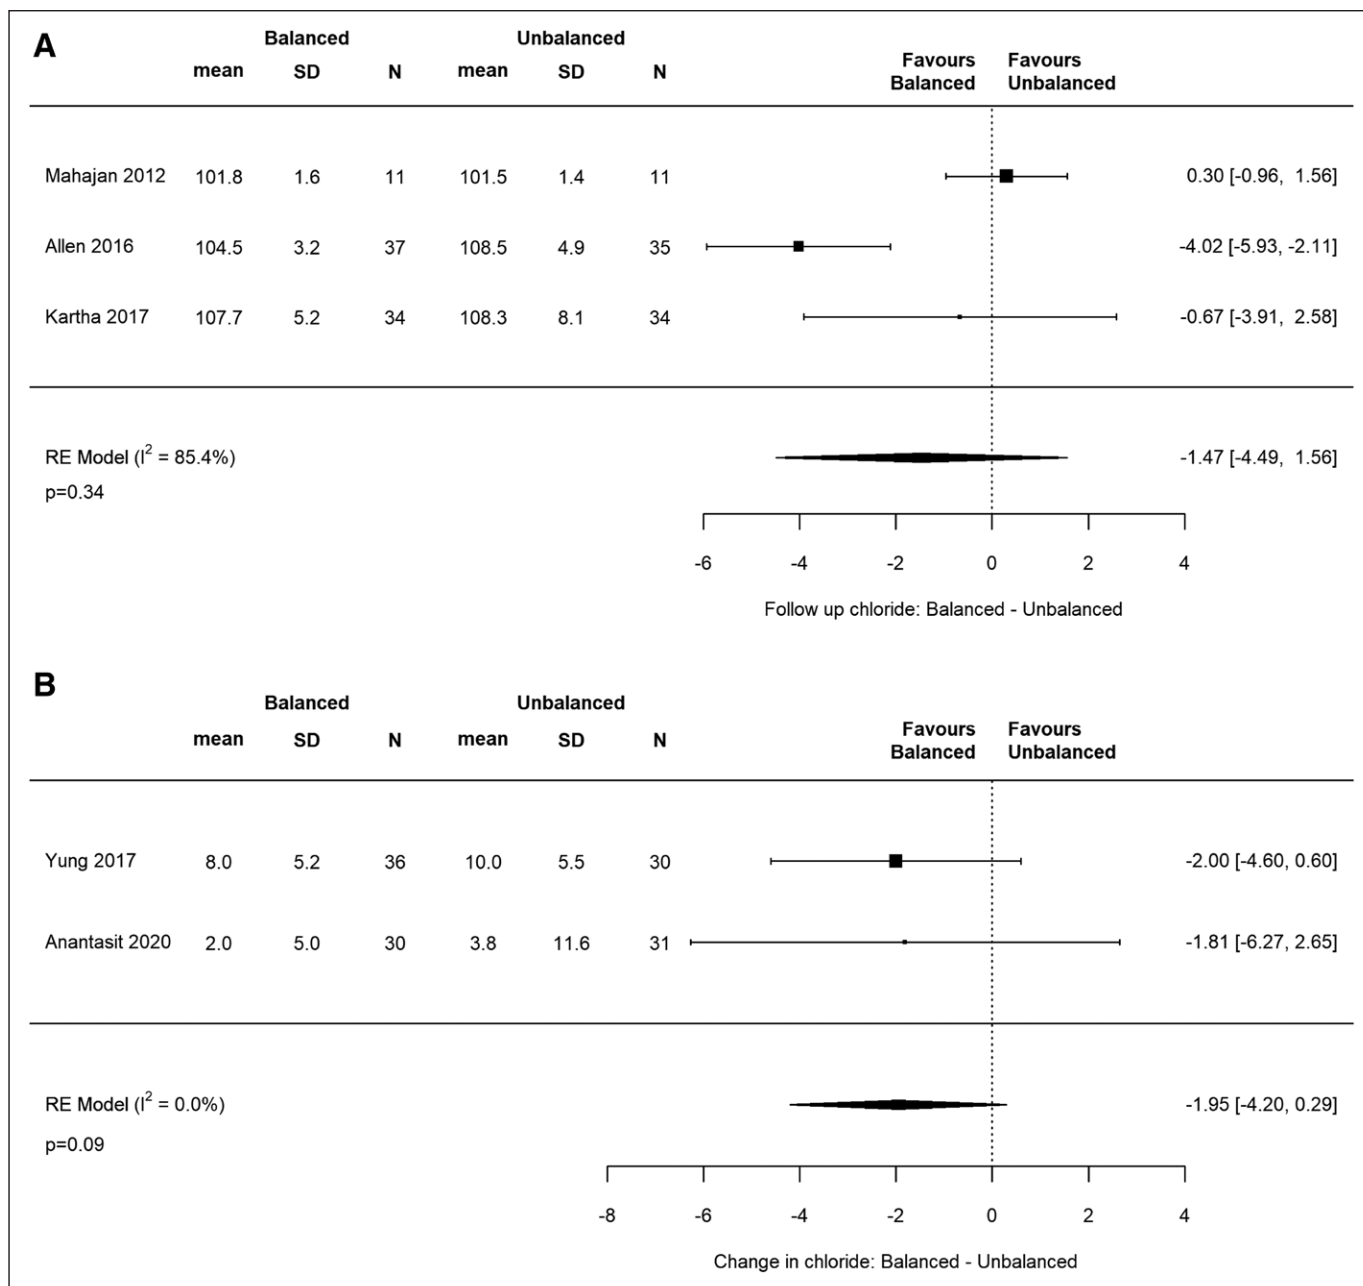 A
Balanced Unbalanced
mean SD N mean SD N Favours Balanced Favours Unbalanced
Mahajan 2012 101.8 1.6 11 101.5 1.4 11 0.30 [-0.96, 1.56]
Allen 2016 104.5 3.2 37 108.5 4.9 35 -4.02 [-5.93, -2.11]
Kartha 2017 107.7 5.2 34 108.3 8.1 34 -0.67 [-3.91, 2.58]
RE Model (I² = 85.4%) -1.47 [-4.49, 1.56]
p=0.34
-6 -4 -2 0 2 4
Follow up chloride: Balanced - Unbalanced
B
Balanced Unbalanced
mean SD N mean SD N Favours Balanced Favours Unbalanced
Yung 2017 8.0 5.2 36 10.0 5.5 30 -2.00 [-4.60, 0.60]
Anantasit 2020 2.0 5.0 30 3.8 11.6 31 -1.81 [-6.27, 2.65]
RE Model (I² = 0.0%) -1.95 [-4.20, 0.29]
p=0.09
-8 -6 -4 -2 0 2 4
Change in chloride: Balanced - Unbalanced